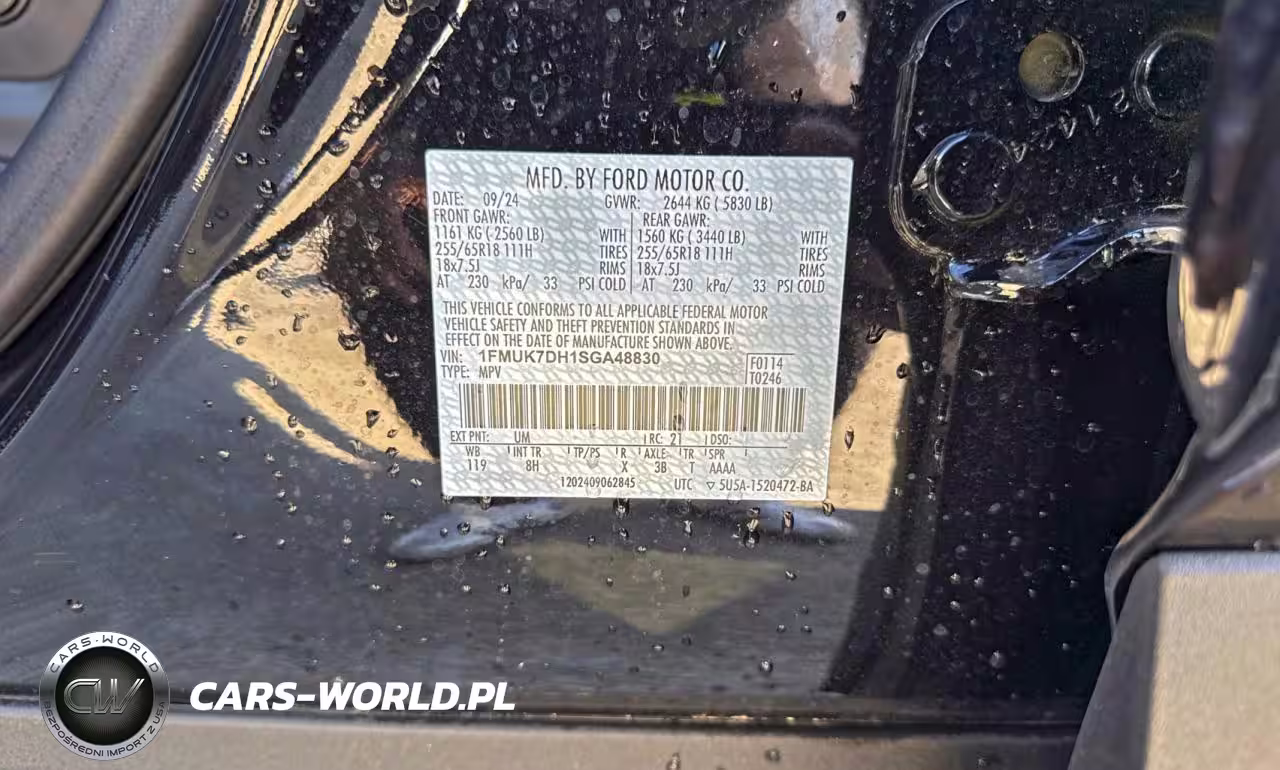 MFD. BY FORD MOTOR CO.
DATE: 09/24 GVWR: 2644 KG ( 5830 LB)
FRONT GAWR: REAR GAWR:
1161 KG ( 2560 LB) WITH 1560 KG ( 3440 LB) WITH
255/65R18 111H TIRES 255/65R18 111H TIRES
18x7.5J RIMS 18x7.5J RIMS
AT 230 kPa/ 33 PSI COLD AT 230 kPa/ 33 PSI COLD
THIS VEHICLE CONFORMS TO ALL APPLICABLE FEDERAL MOTOR
VEHICLE SAFETY AND THEFT PREVENTION STANDARDS IN
EFFECT ON THE DATE OF MANUFACTURE SHOWN ABOVE.
VIN: 1FMUK7DH1SGA48830 F0114
TYPE: MPV T0246
EXT PNT: UM RC: 21 DSO:
WB INT TR TP/PS R AXLE TR SPR
119 8H X 3B T AAAA
1202409062845 UTC ▽ 5U5A-1520472-BA
CARS-WORLD
CW
BEZPOŚREDNI IMPORT Z USA
CARS-WORLD.PL